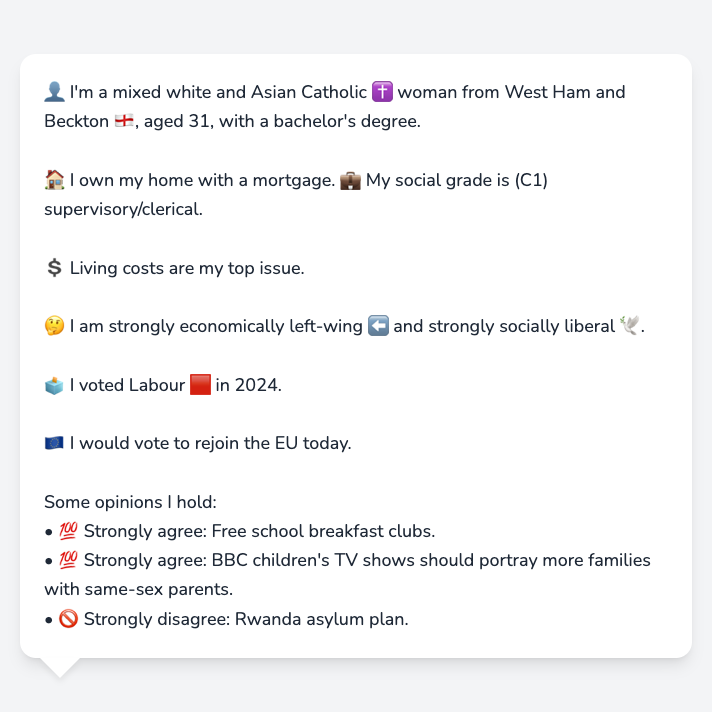 👤 I'm a mixed white and Asian Catholic ✝️ woman from West Ham and
Beckton 🏴󠁧󠁢󠁥󠁮󠁧󠁿, aged 31, with a bachelor's degree.
🏠 I own my home with a mortgage. 💼 My social grade is (C1)
supervisory/clerical.
💲 Living costs are my top issue.
🤔 I am strongly economically left-wing ⬅️ and strongly socially liberal 🕊️.
🗳️ I voted Labour 🟥 in 2024.
🇪🇺 I would vote to rejoin the EU today.
Some opinions I hold:
• 💯 Strongly agree: Free school breakfast clubs.
• 💯 Strongly agree: BBC children's TV shows should portray more families
with same-sex parents.
• 🚫 Strongly disagree: Rwanda asylum plan.